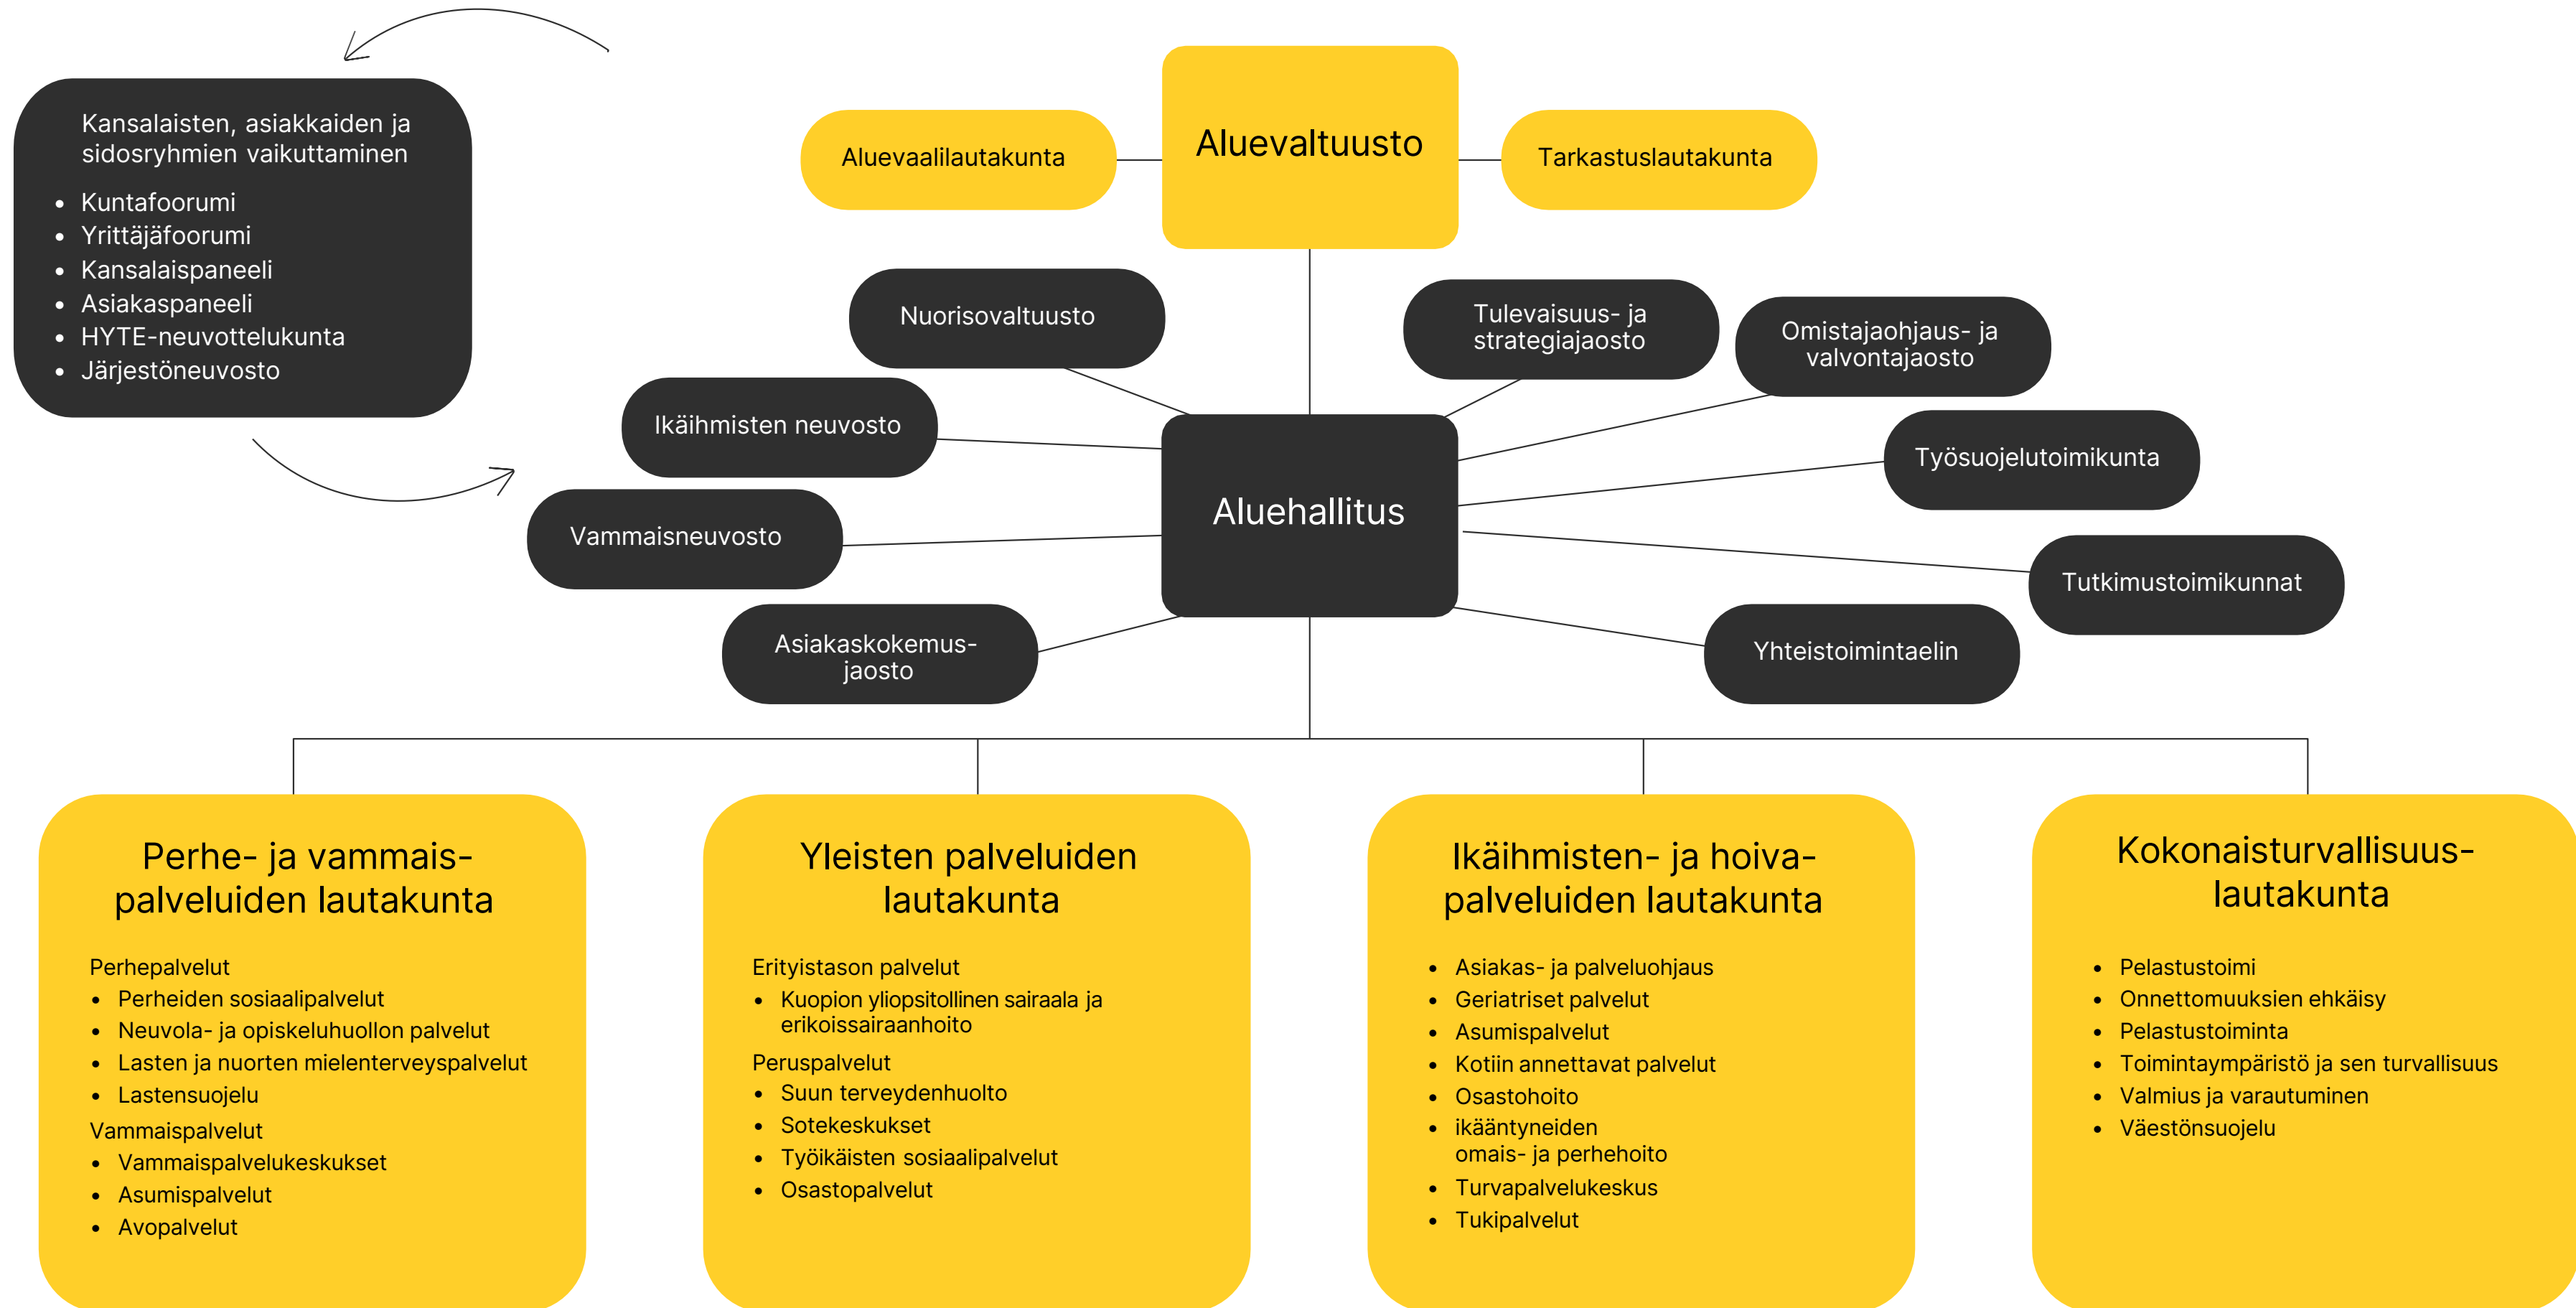 Kansalaisten, asiakkaiden ja
sidosryhmien vaikuttaminen
• Kuntafoorumi
• Yrittäjäfoorumi
• Kansalaispaneeli
• Asiakaspaneeli
• HYTE-neuvottelukunta
• Järjestöneuvosto
Aluevaalilautakunta
Aluevaltuusto
Tarkastuslautakunta
Nuorisovaltuusto
Tulevaisuus- ja
strategiajaosto
Omistajaohjaus- ja
valvontajaosto
Ikäihmisten neuvosto
Työsuojelutoimikunta
Aluehallitus
Vammaisneuvosto
Tutkimustoimikunnat
Asiakaskokemus-
jaosto
Yhteistoimintaelin
Perhe- ja vammais-
palveluiden lautakunta
Perhepalvelut
• Perheiden sosiaalipalvelut
• Neuvola- ja opiskeluhuollon palvelut
• Lasten ja nuorten mielenterveyspalvelut
• Lastensuojelu
Vammaispalvelut
• Vammaispalvelukeskukset
• Asumispalvelut
• Avopalvelut
Yleisten palveluiden
lautakunta
Erityistason palvelut
• Kuopion yliopsitollinen sairaala ja
erikoissairaanhoito
Peruspalvelut
• Suun terveydenhuolto
• Sotekeskukset
• Työikäisten sosiaalipalvelut
• Osastopalvelut
Ikäihmisten- ja hoiva-
palveluiden lautakunta
• Asiakas- ja palveluohjaus
• Geriatriset palvelut
• Asumispalvelut
• Kotiin annettavat palvelut
• Osastohoito
• ikääntyneiden
omais- ja perhehoito
• Turvapalvelukeskus
• Tukipalvelut
Kokonaisturvallisuus-
lautakunta
• Pelastustoimi
• Onnettomuuksien ehkäisy
• Pelastustoiminta
• Toimintaympäristö ja sen turvallisuus
• Valmius ja varautuminen
• Väestönsuojelu